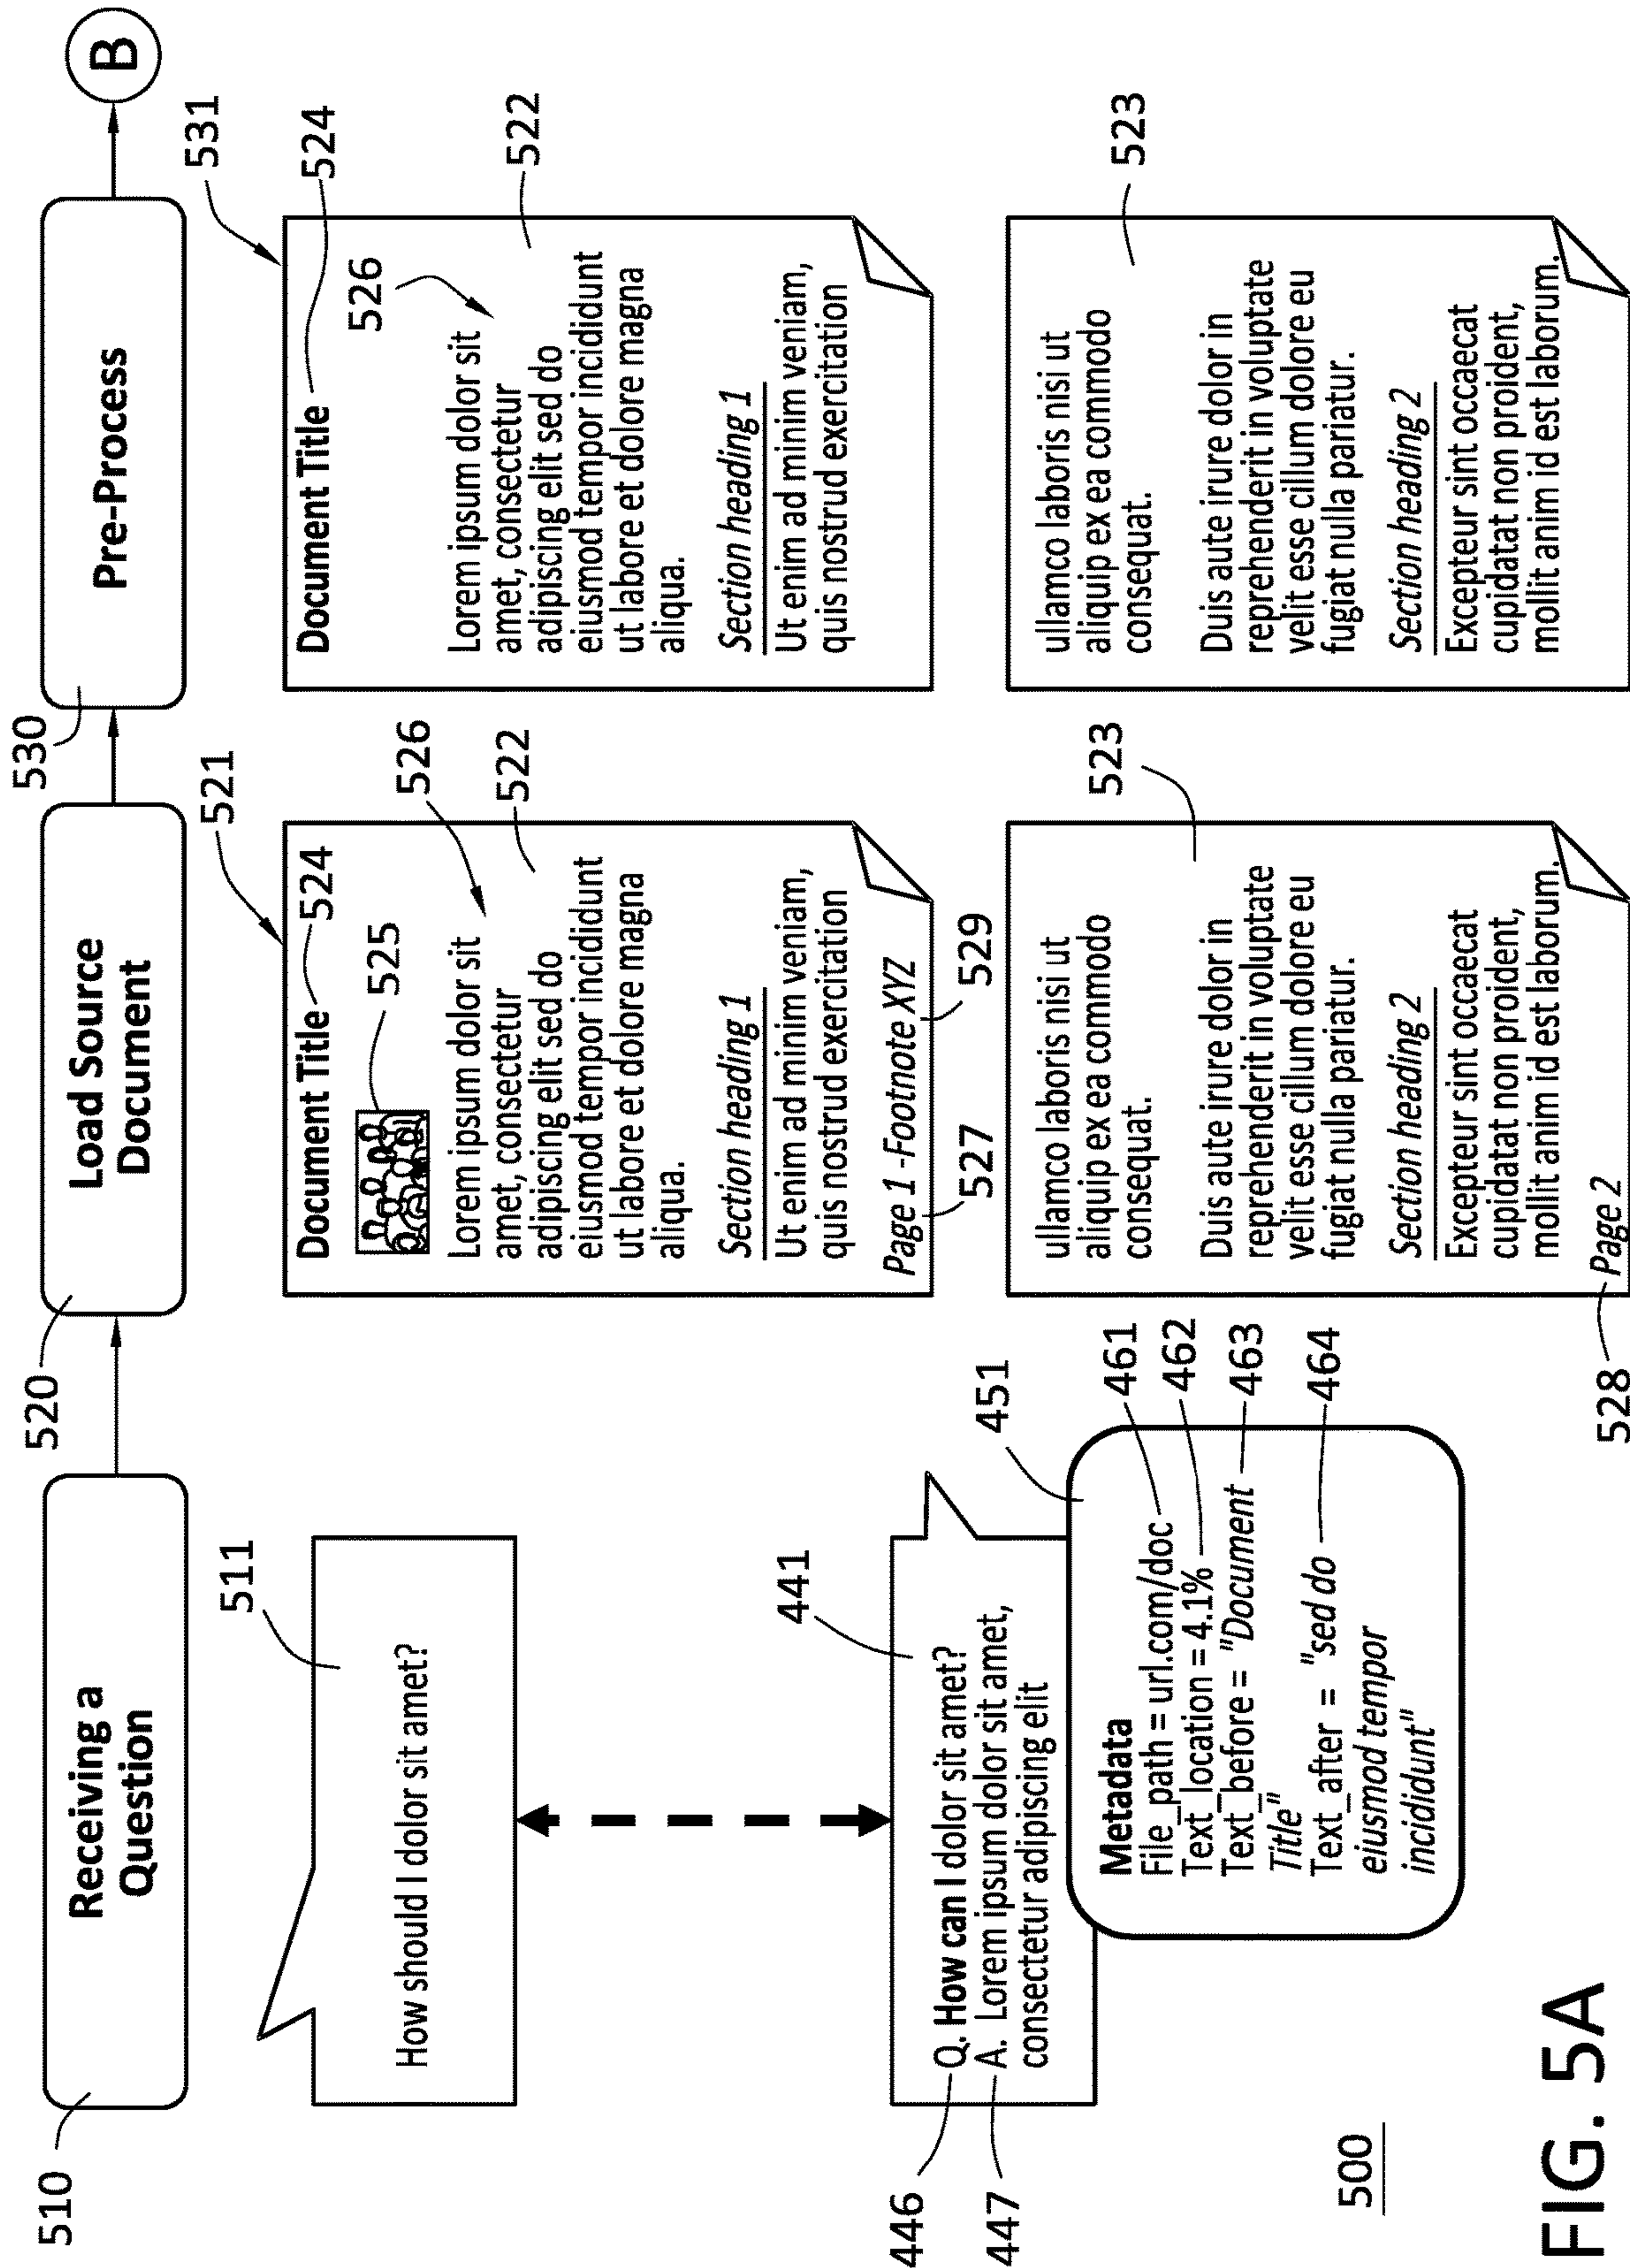 510
Receiving a
Question
520
Load Source
Document
530
Pre-Process
B
511
How should I dolor sit amet?
441
446
Q. How can I dolor sit amet?
447
A. Lorem ipsum dolor sit amet,
consectetur adipiscing elit
451
Metadata
File_path = url.com/doc
461
Text_location = 4.1%
462
Text_before = "Document
Title"
463
Text_after = "sed do
eiusmod tempor
incididunt"
464
521
Document Title
524
525
526
522
Lorem ipsum dolor sit
amet, consectetur
adipiscing elit sed do
eiusmod tempor incididunt
ut labore et dolore magna
aliqua.
Section heading 1
Ut enim ad minim veniam,
quis nostrud exercitation
Page 1 -Footnote XYZ
527
529
523
ullamco laboris nisi ut
aliquip ex ea commodo
consequat.
Duis aute irure dolor in
reprehenderit in voluptate
velit esse cillum dolore eu
fugiat nulla pariatur.
Section heading 2
Excepteur sint occaecat
cupidatat non proident,
mollit anim id est laborum.
Page 2
528
531
Document Title
524
526
522
Lorem ipsum dolor sit
amet, consectetur
adipiscing elit sed do
eiusmod tempor incididunt
ut labore et dolore magna
aliqua.
Section heading 1
Ut enim ad minim veniam,
quis nostrud exercitation
523
ullamco laboris nisi ut
aliquip ex ea commodo
consequat.
Duis aute irure dolor in
reprehenderit in voluptate
velit esse cillum dolore eu
fugiat nulla pariatur.
Section heading 2
Excepteur sint occaecat
cupidatat non proident,
mollit anim id est laborum.
500
FIG. 5A